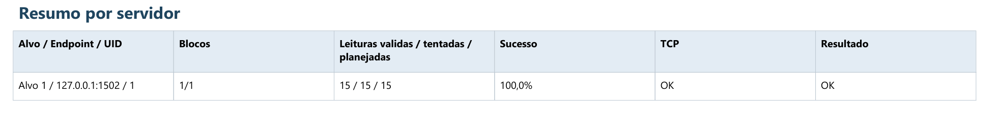 Resumo por servidor
Alvo / Endpoint / UID
Blocos
Leituras validas / tentadas /
planejadas
Sucesso
TCP
Resultado
Alvo 1 / 127.0.0.1:1502 / 1
1/1
15 / 15 / 15
100,0%
OK
OK